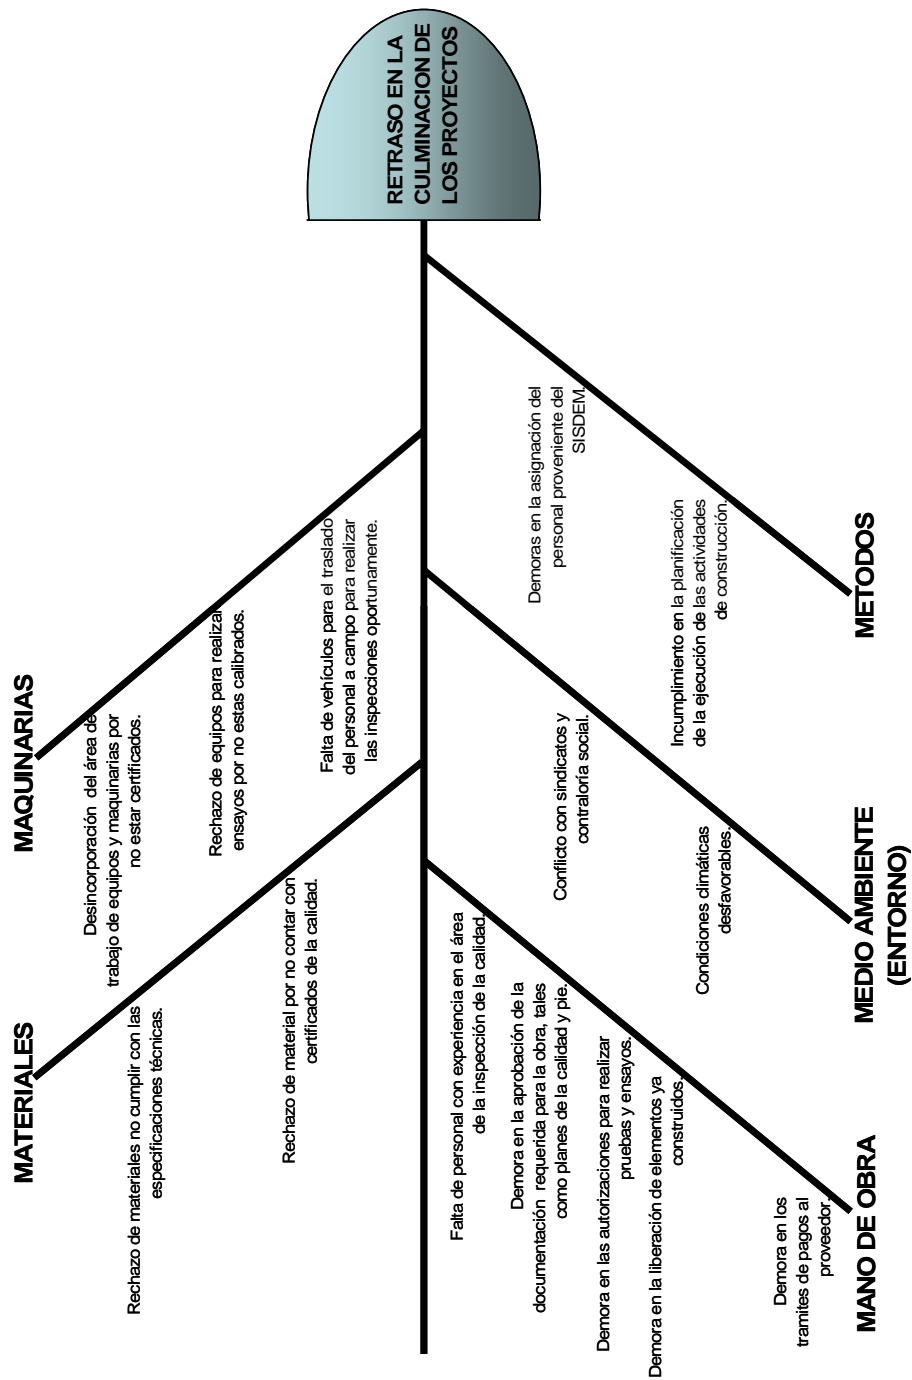 MATERIALES
Rechazo de materiales no cumplir con las
especificaciones técnicas.
Rechazo de material por no contar con
certificados de la calidad.
MAQUINARIAS
Desincorporación del área de
trabajo de equipos y maquinarias por
no estar certificados.
Rechazo de equipos para realizar
ensayos por no estas calibrados.
Falta de vehículos para el traslado
del personal a campo para realizar
las inspecciones oportunamente.
RETRASO EN LA
CULMINACION DE
LOS PROYECTOS
Falta de personal con experiencia en el área
de la inspección de la calidad.
Demora en la aprobación de la
documentación requerida para la obra, tales
como planes de la calidad y pie.
Demora en las autorizaciones para realizar
pruebas y ensayos.
Demora en la liberación de elementos ya
construidos.
Demora en los
tramites de pagos al
proveedor.
MANO DE OBRA
Conflicto con sindicatos y
contraloría social.
Condiciones climáticas
desfavorables.
MEDIO AMBIENTE
(ENTORNO)
Demoras en la asignación del
personal proveniente del
SISDEM.
Incumplimiento en la planificación
de la ejecución de las actividades
de construcción.
METODOS